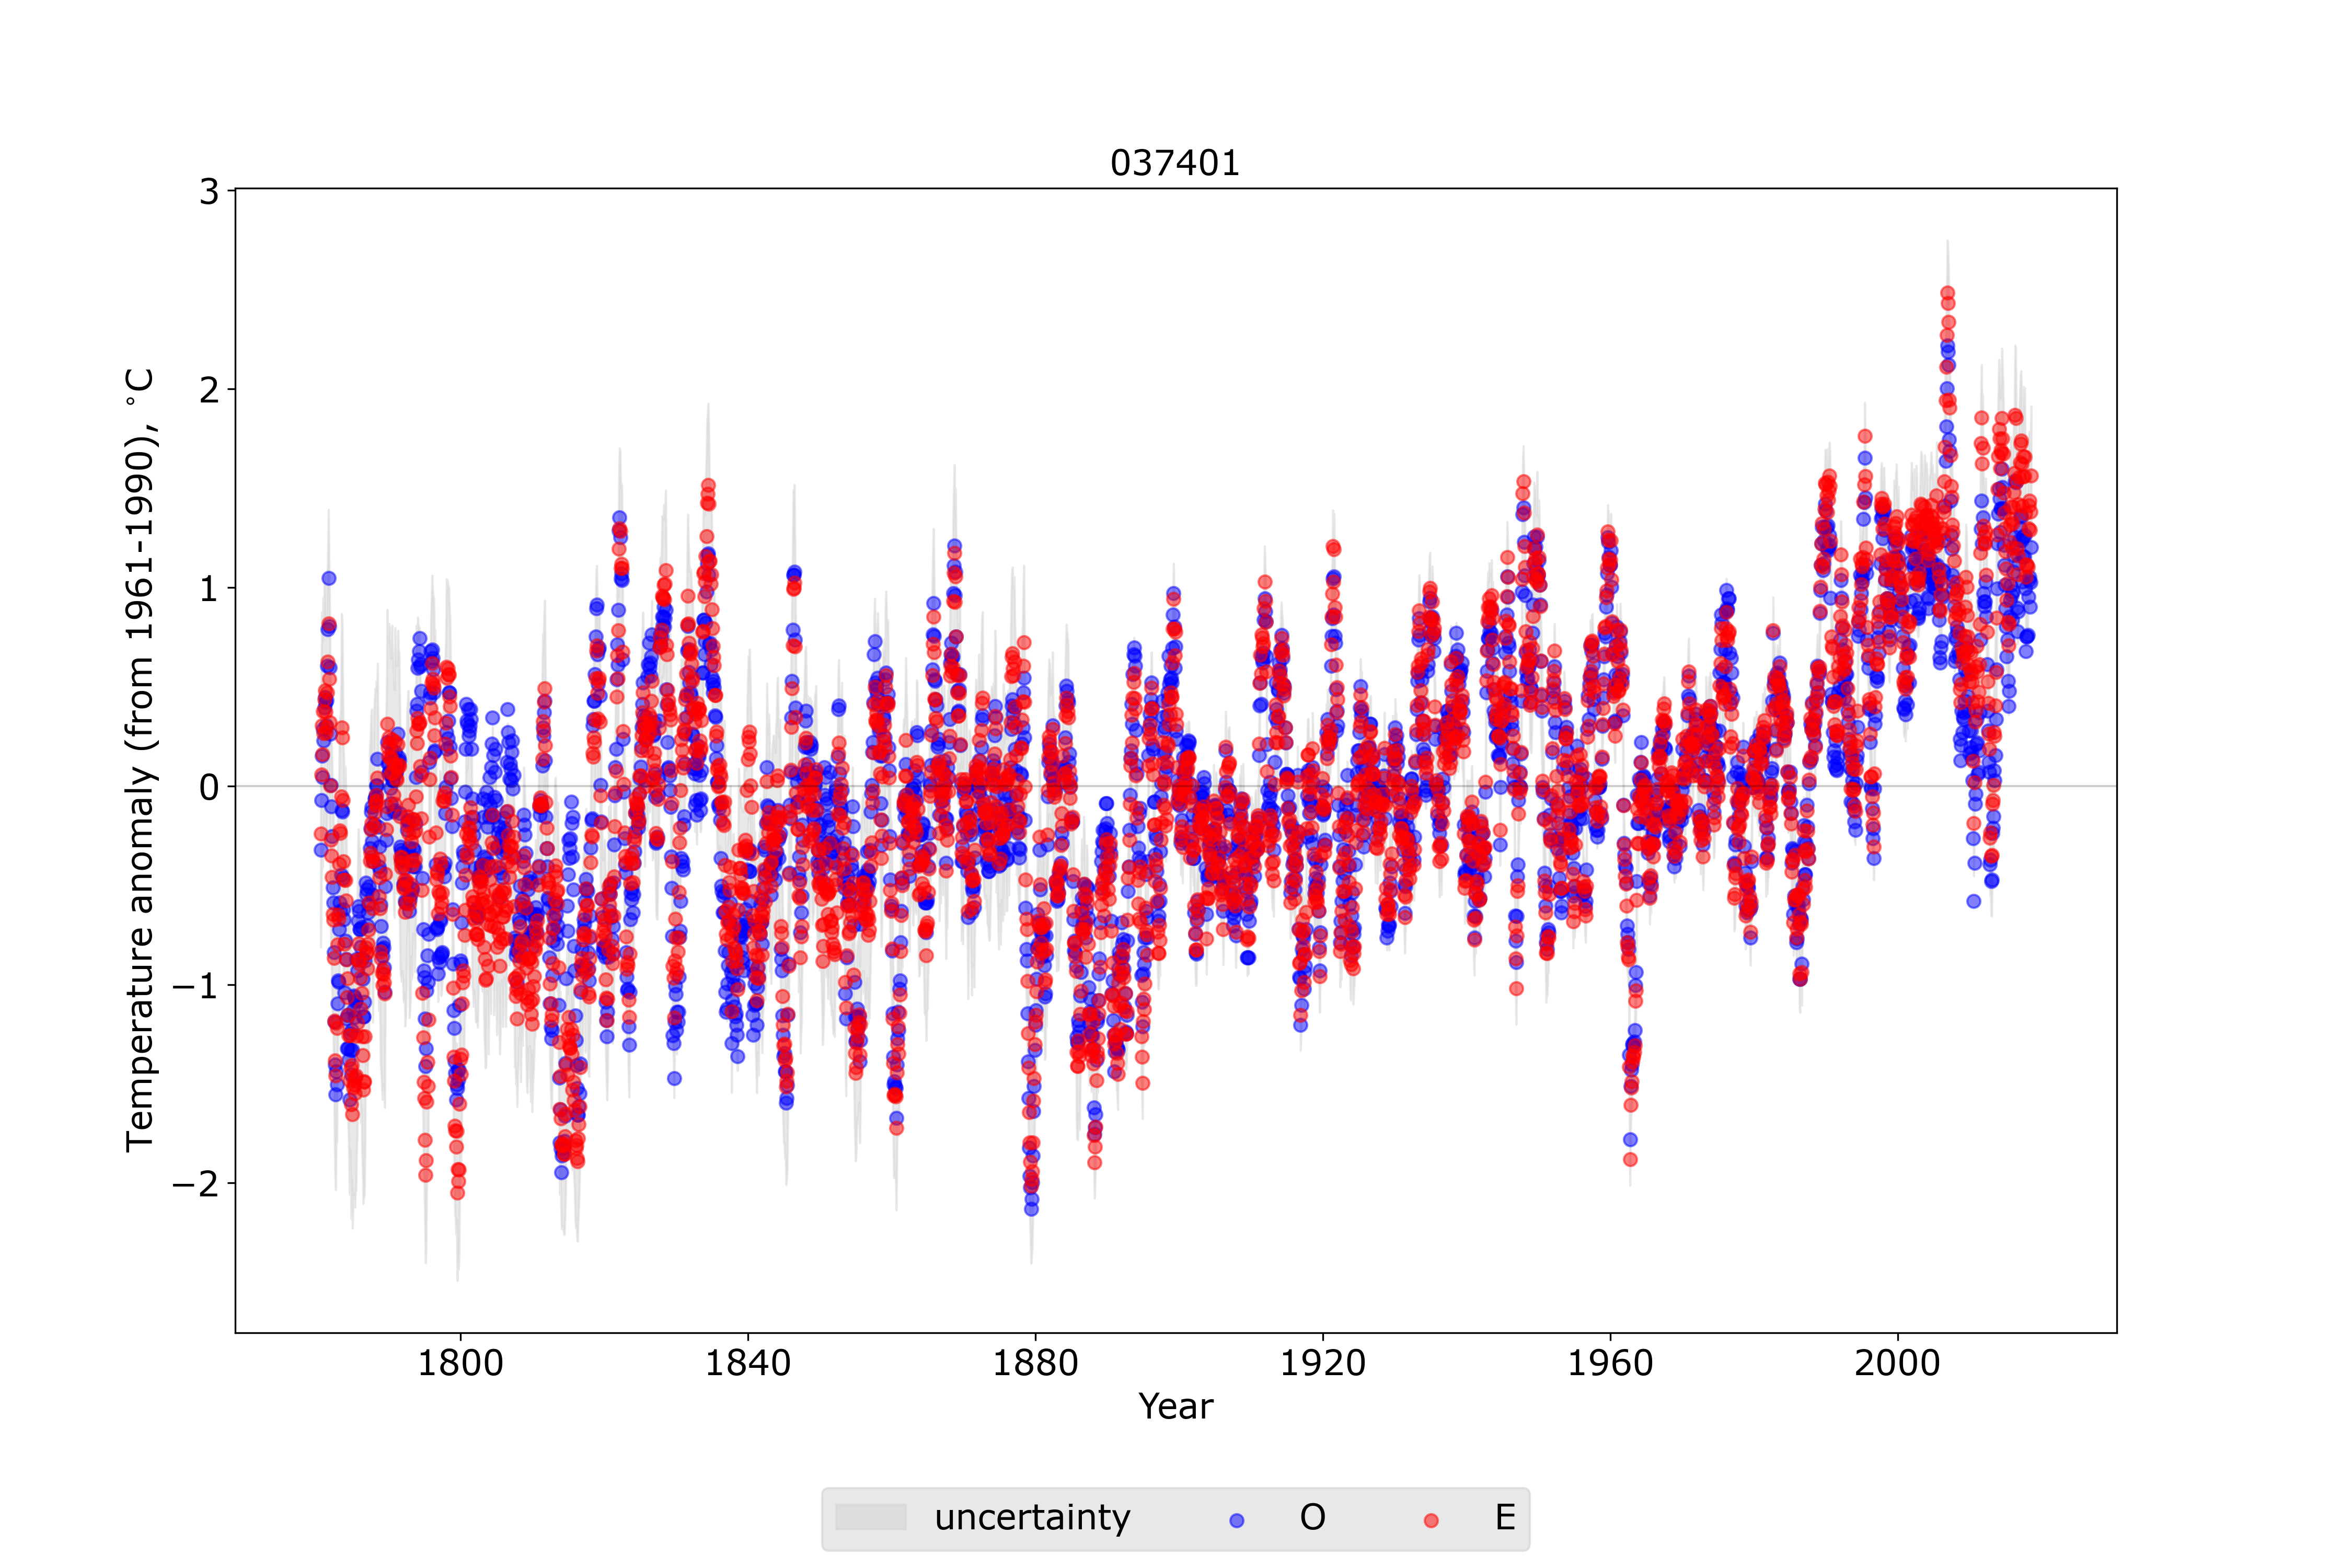 037401
Temperature anomaly (from 1961-1990), °C
3
2
1
0
−1
−2
1800 1840 1880 1920 1960 2000
Year
uncertainty O E